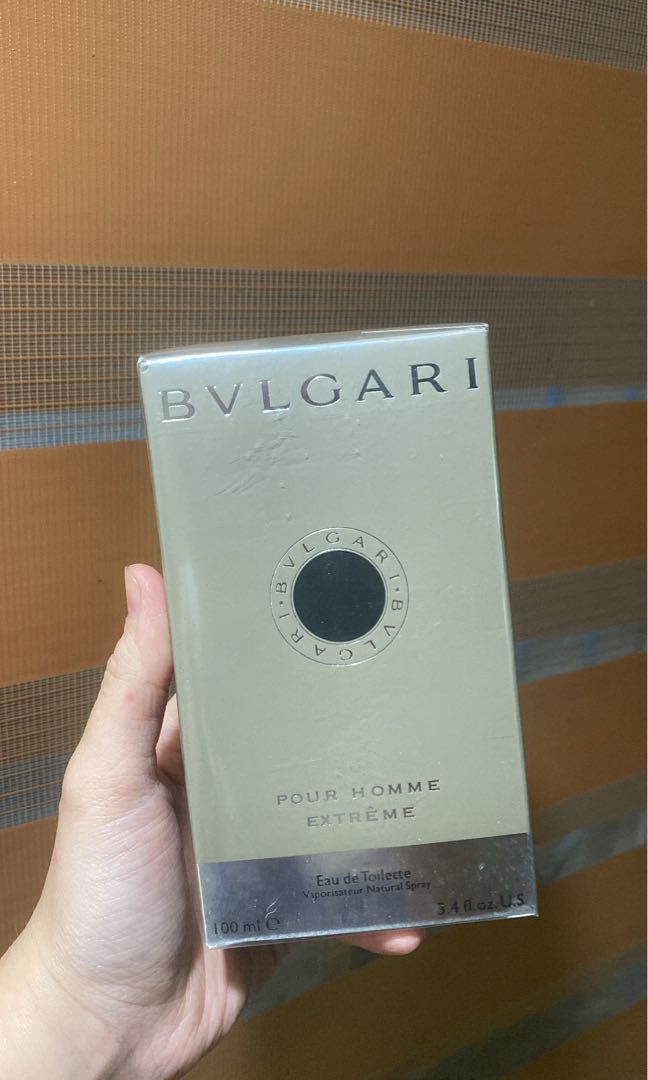 BVLGARI
BVLGARI • BVLGARI •
POUR HOMME
EXTRÊME
Eau de Toilette
Vaporisateur Natural Spray
100 ml ℮ 3.4 fl.oz. U.S